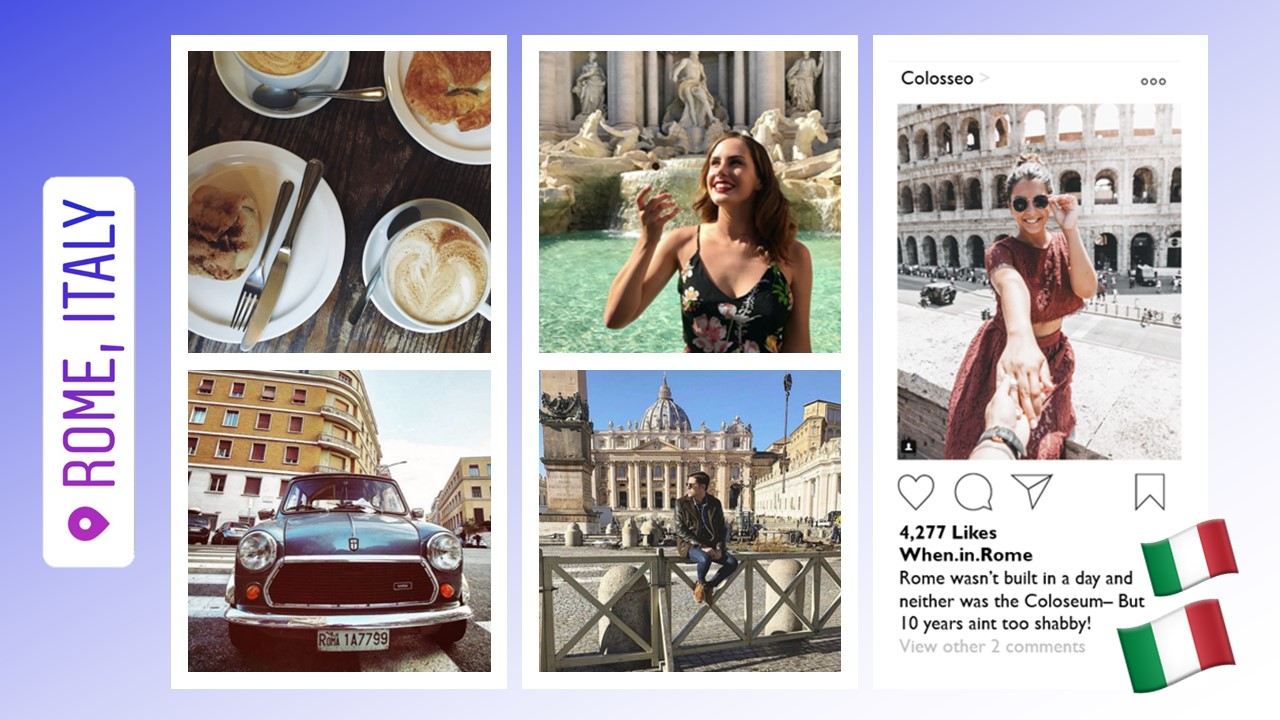 ROME, ITALY
ROMA 1A7799
Colosseo >
4,277 Likes
When.in.Rome
Rome wasn't built in a day and
neither was the Coloseum– But
10 years aint too shabby!
View other 2 comments